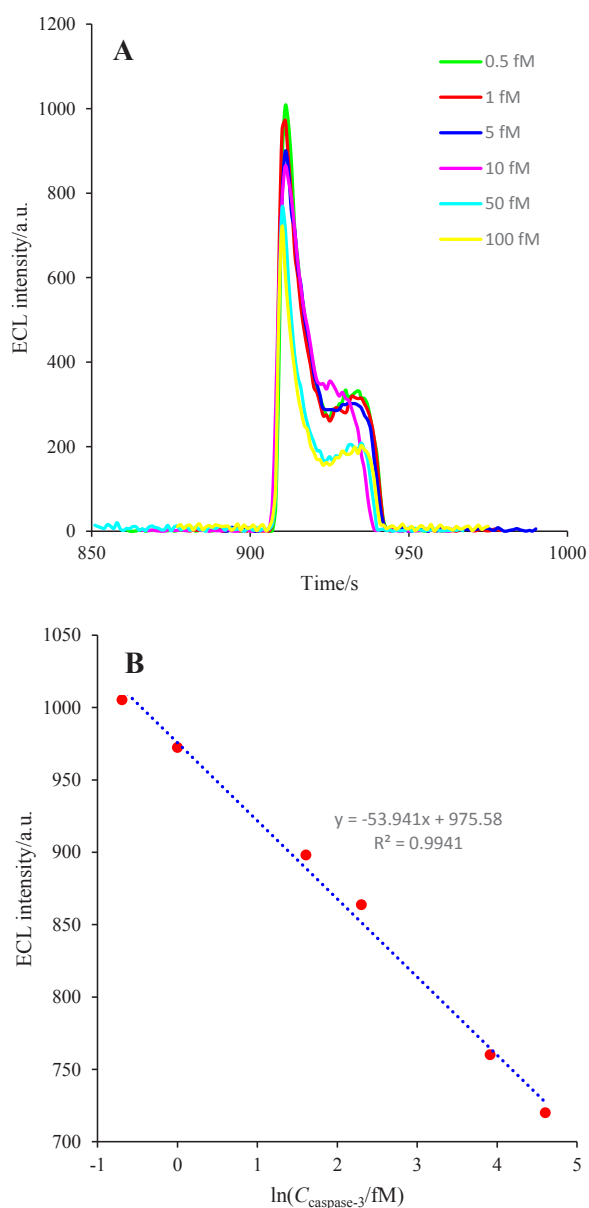 A
ECL intensity/a.u.
1200
1000
800
600
400
200
0
850
900
950
1000
Time/s
0.5 fM
1 fM
5 fM
10 fM
50 fM
100 fM
B
ECL intensity/a.u.
1050
1000
950
900
850
800
750
700
-1
0
1
2
3
4
5
y = -53.941x + 975.58
R² = 0.9941
ln(Ccaspase-3/fM)